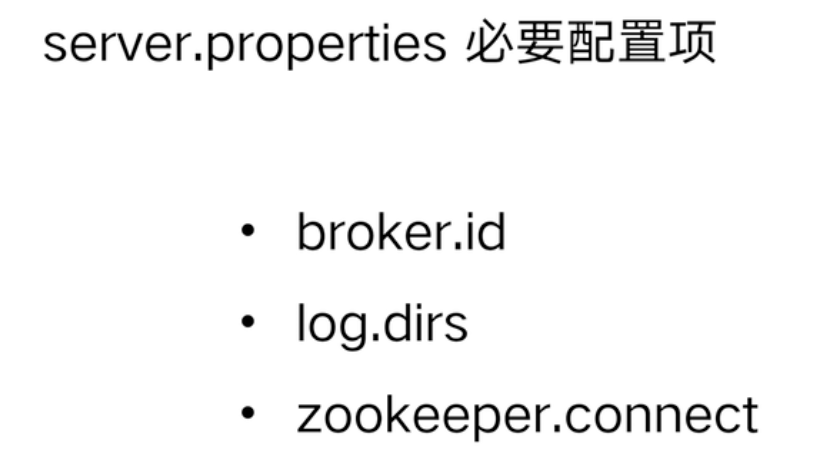 server.properties 必要配置项
• broker.id
• log.dirs
• zookeeper.connect